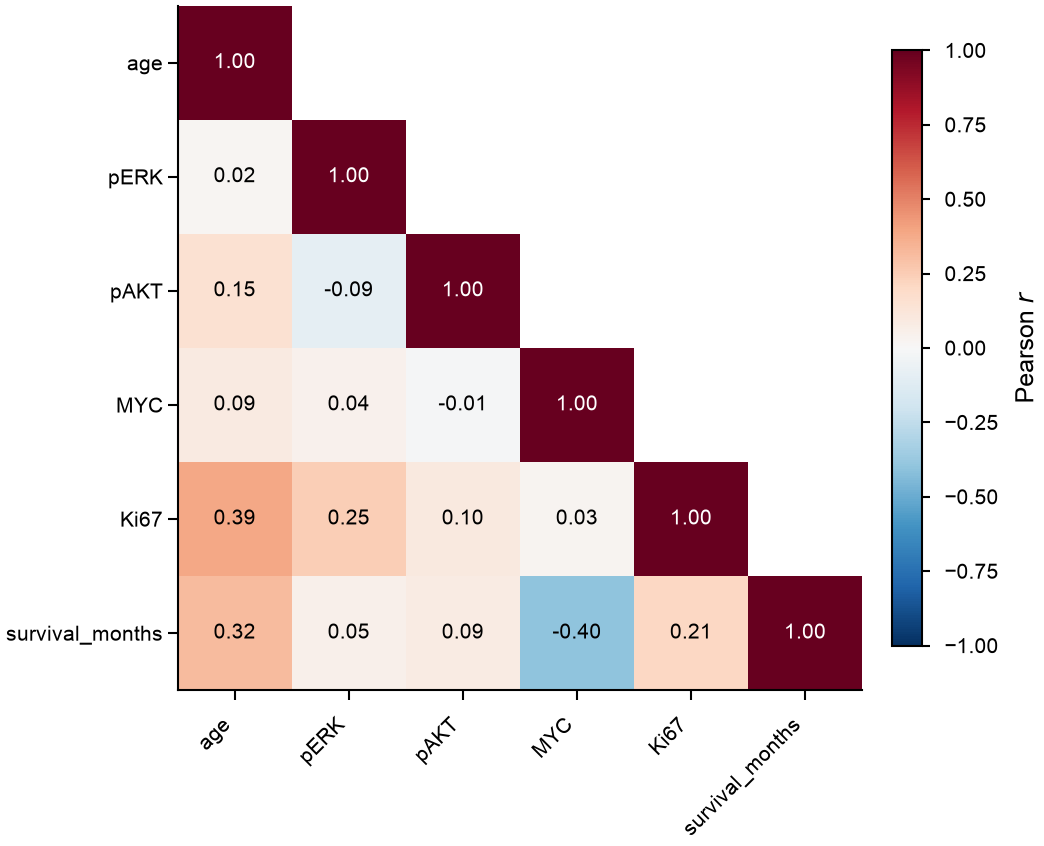 age 1.00
pERK 0.02 1.00
pAKT 0.15 -0.09 1.00
MYC 0.09 0.04 -0.01 1.00
Ki67 0.39 0.25 0.10 0.03 1.00
survival_months 0.32 0.05 0.09 -0.40 0.21 1.00
age pERK pAKT MYC Ki67 survival_months
1.00
0.75
0.50
0.25
0.00
−0.25
−0.50
−0.75
−1.00
Pearson r